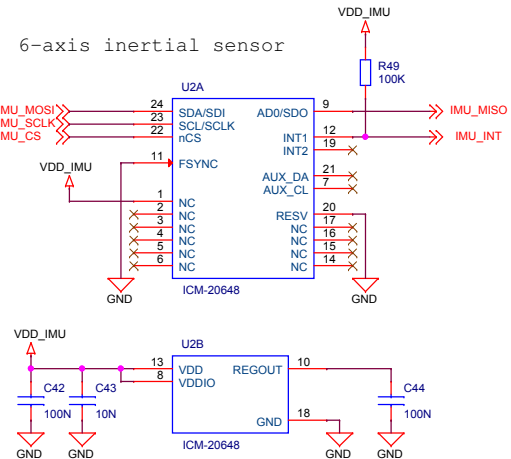 VDD_IMU
6-axis inertial sensor
R49
100K
U2A
MU_MOSI
24
SDA/SDI
AD0/SDO
9
IMU_MISO
MU_SCLK
23
SCL/SCLK
MU_CS
22
nCS
INT1
12
IMU_INT
INT2
19
11
FSYNC
VDD_IMU
AUX_DA
21
AUX_CL
7
1
NC
RESV
20
2
NC
NC
17
3
NC
NC
16
4
NC
NC
15
5
NC
NC
14
6
NC
GND
ICM-20648
GND
VDD_IMU
U2B
13
VDD
REGOUT
10
8
VDDIO
C42
100N
C43
10N
C44
100N
GND
18
ICM-20648
GND
GND
GND
GND